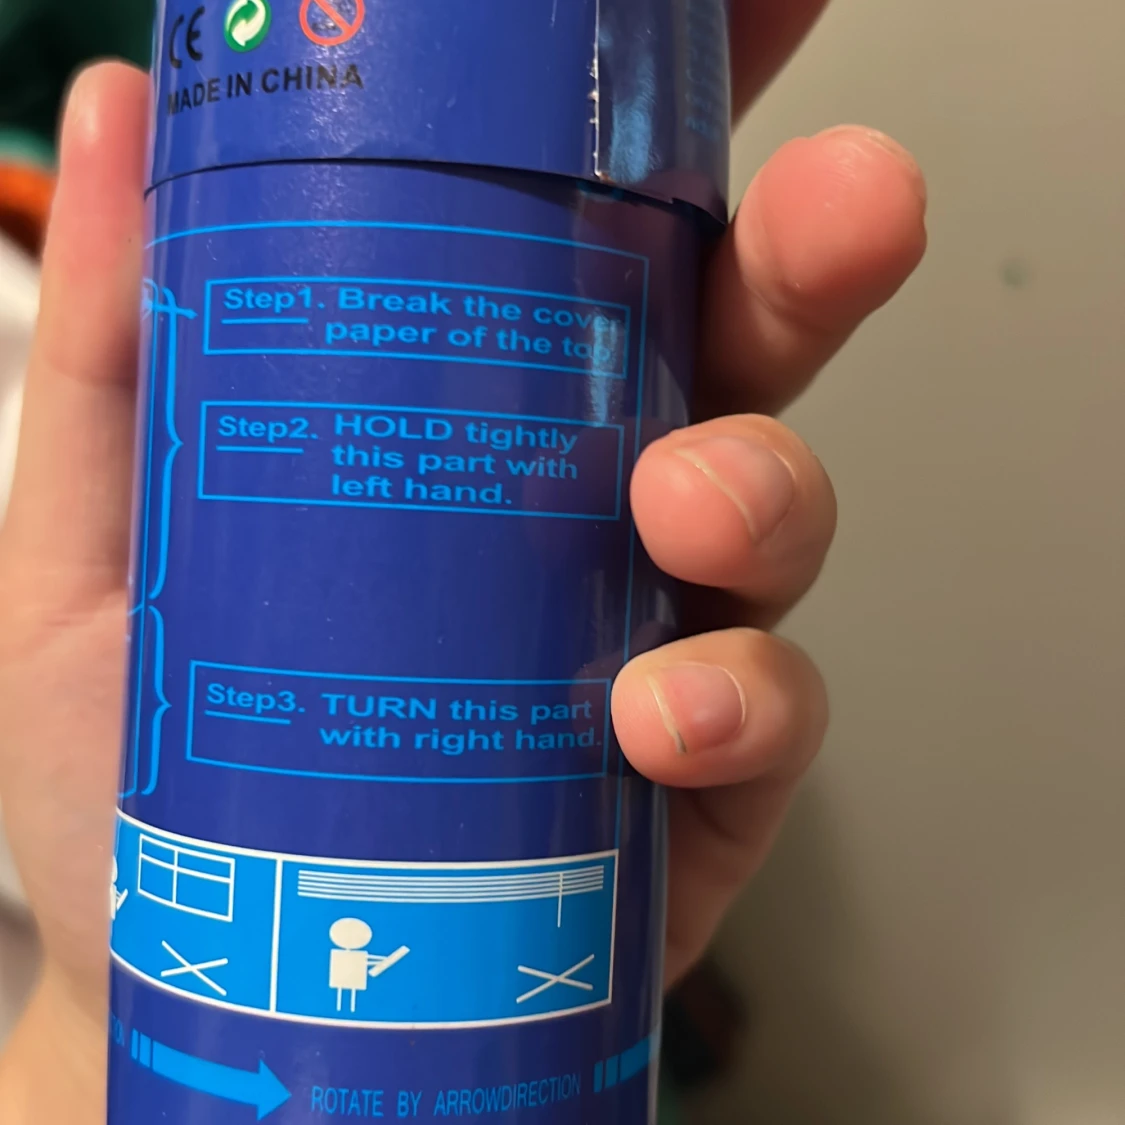 CE
MADE IN CHINA
Step1. Break the cover
paper of the top.
Step2. HOLD tightly
this part with
left hand.
Step3. TURN this part
with right hand.
ROTATE BY ARROWDIRECTION